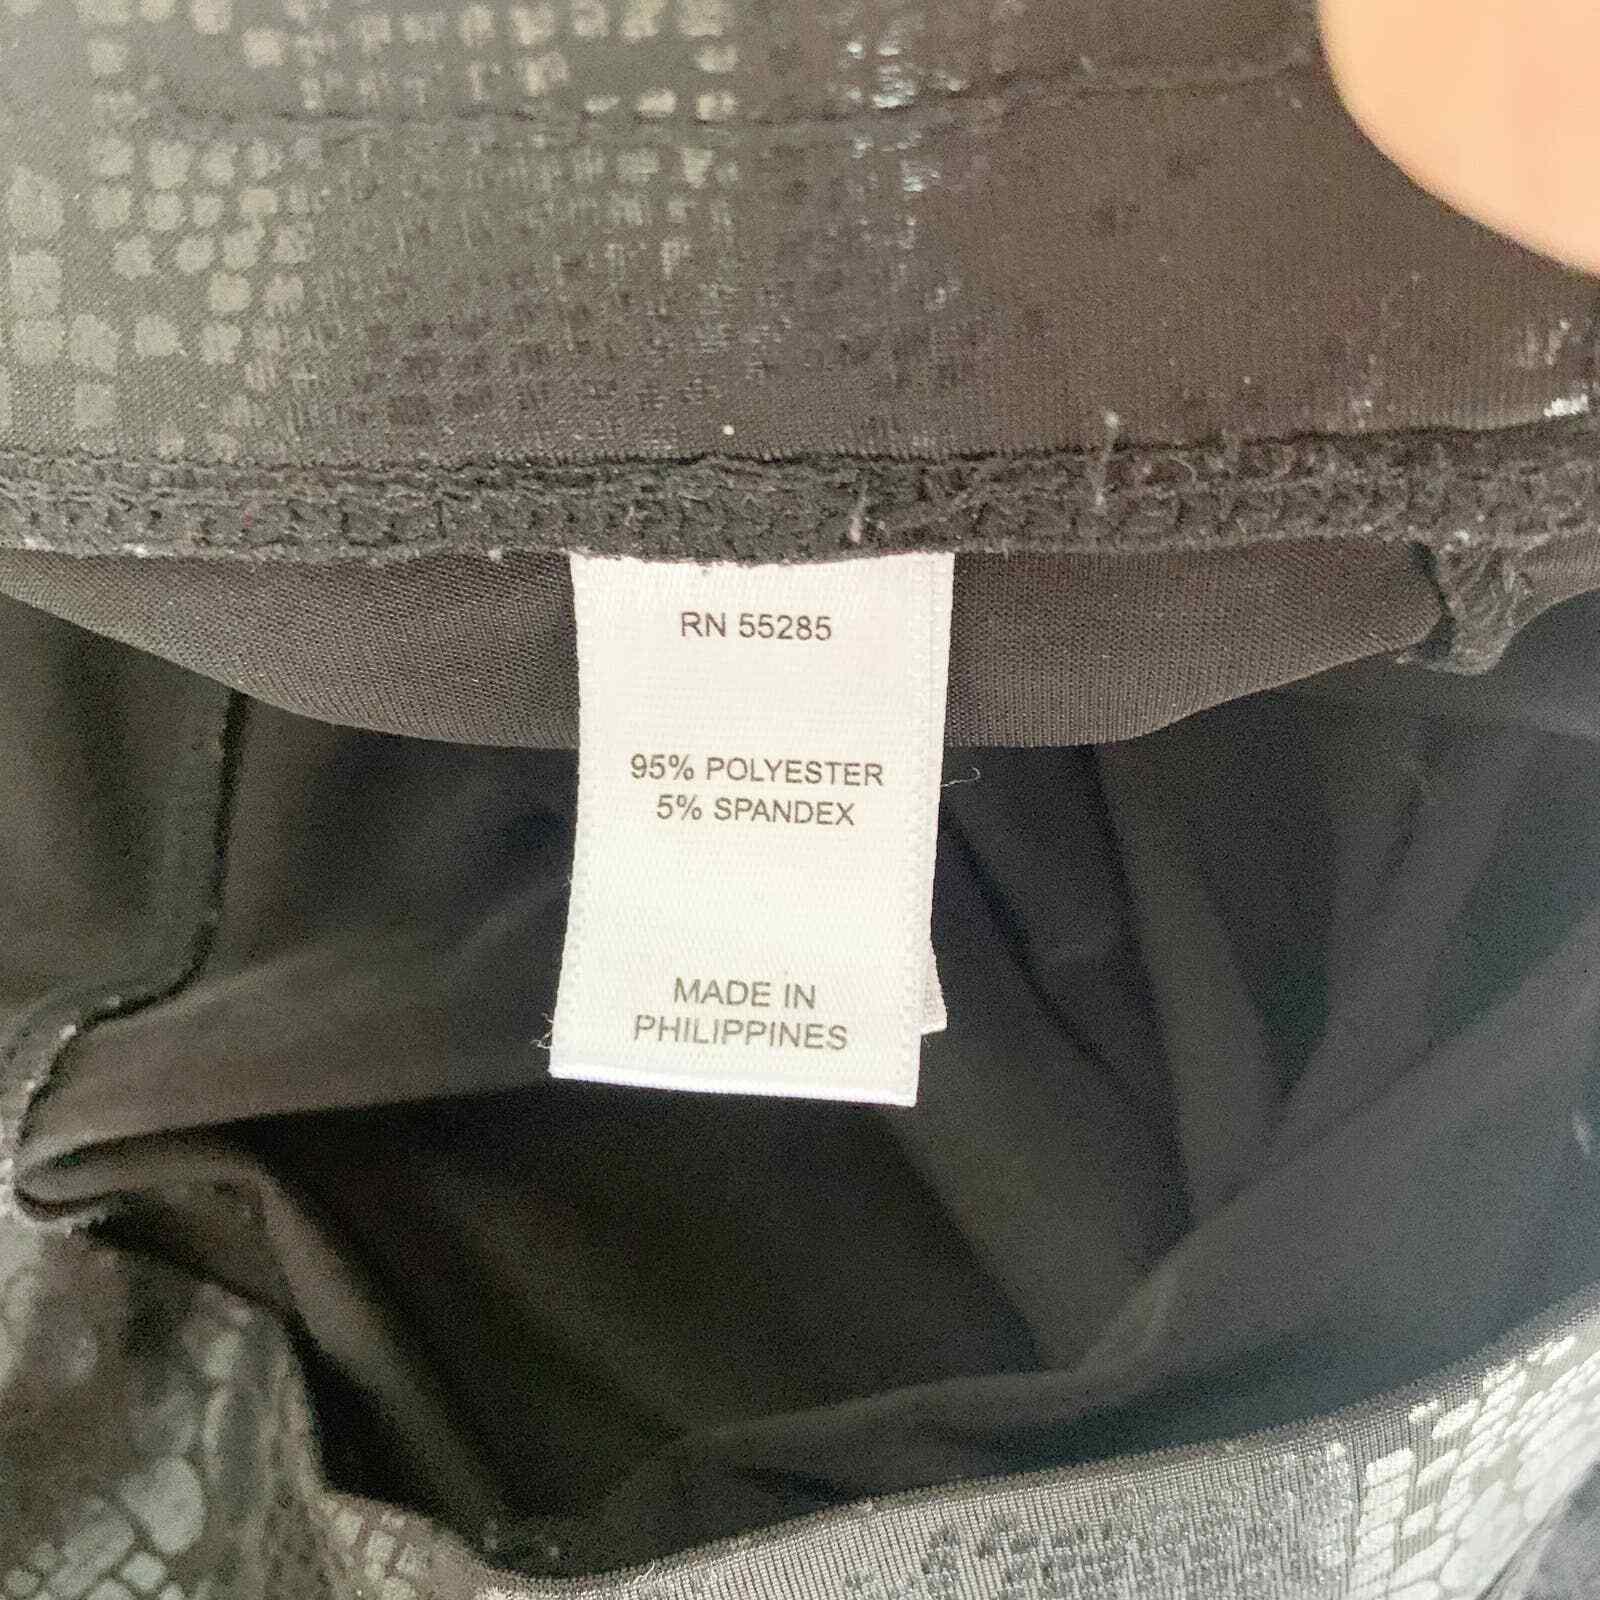 RN 55285
95% POLYESTER
5% SPANDEX
MADE IN
PHILIPPINES